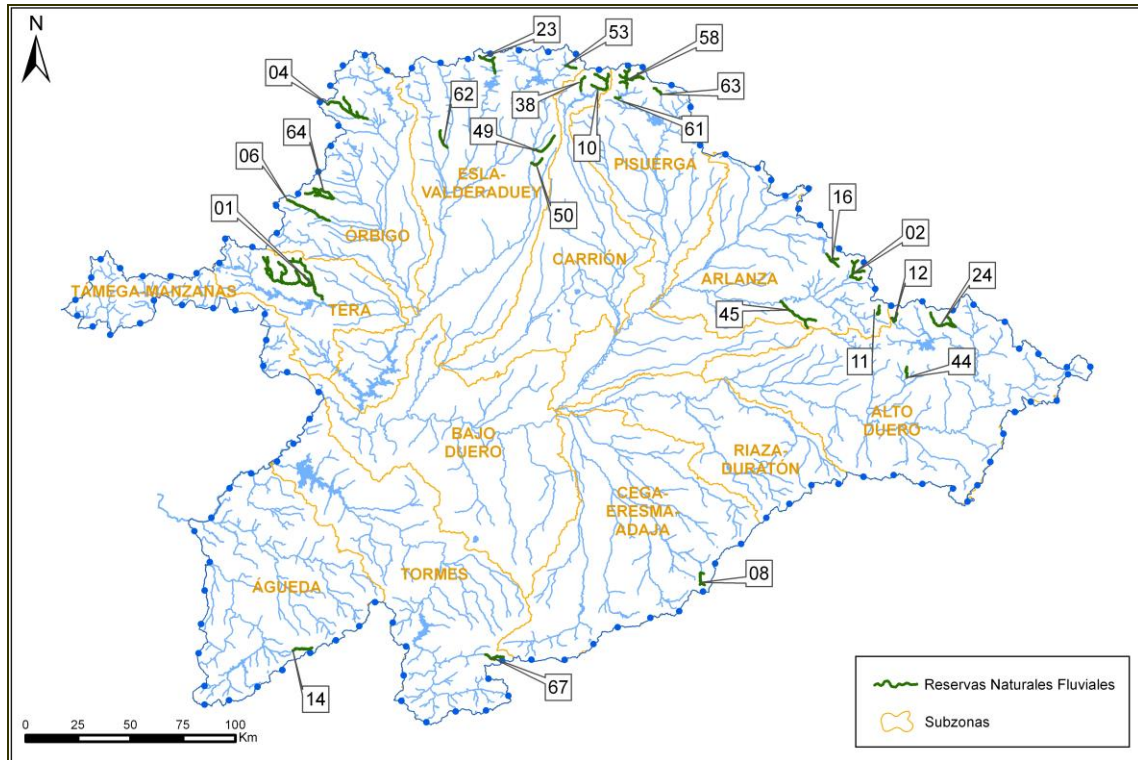 N
23
53
58
04
62
38
63
64
49
10
61
PISUERGA
06
ESLA-
VALDERADUEY
50
16
02
01
ÓRBIGO
CARRIÓN
ARLANZA
12
24
TAMEGA-MANZANAS
TERA
45
11
44
ALTO
DUERO
BAJO
DUERO
RIAZA-
DURATÓN
CEGA-
ERESMA-
ADAJA
ÁGUEDA
TORMES
08
14
67
Reservas Naturales Fluviales
Subzonas
0 25 50 75 100
Km